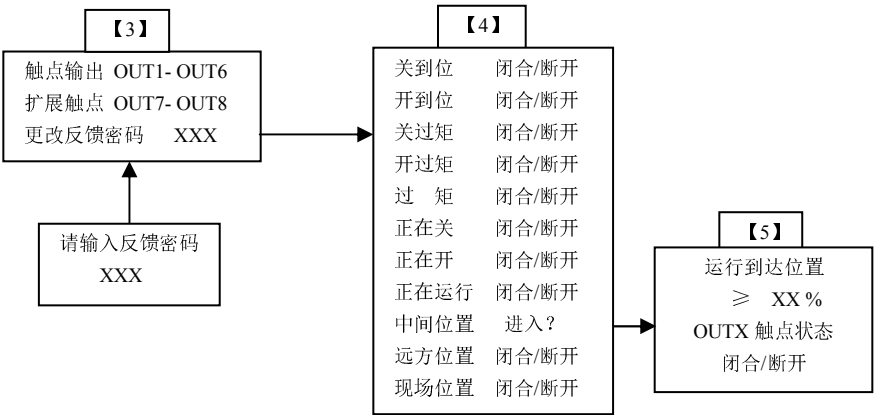 【3】
触点输出 OUT1- OUT6
扩展触点 OUT7- OUT8
更改反馈密码 XXX
请输入反馈密码
XXX
【4】
关到位 闭合/断开
开到位 闭合/断开
关过矩 闭合/断开
开过矩 闭合/断开
过 矩 闭合/断开
正在关 闭合/断开
正在开 闭合/断开
正在运行 闭合/断开
中间位置 进入？
远方位置 闭合/断开
现场位置 闭合/断开
【5】
运行到达位置
≥ XX %
OUTX 触点状态
闭合/断开